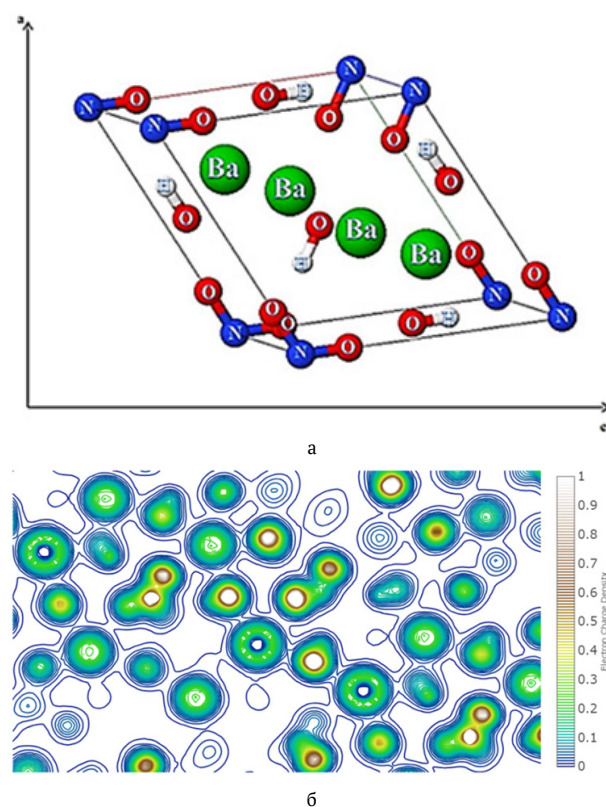 a
N
O H N
N O O
N O O
H
Ba
H Ba O
O O Ba
H Ba O
O N O
O
N O O H N
N O
c
а
1
0.9
0.8
0.7
0.6
0.5
0.4
0.3
0.2
0.1
0
Electron Charge Density
б